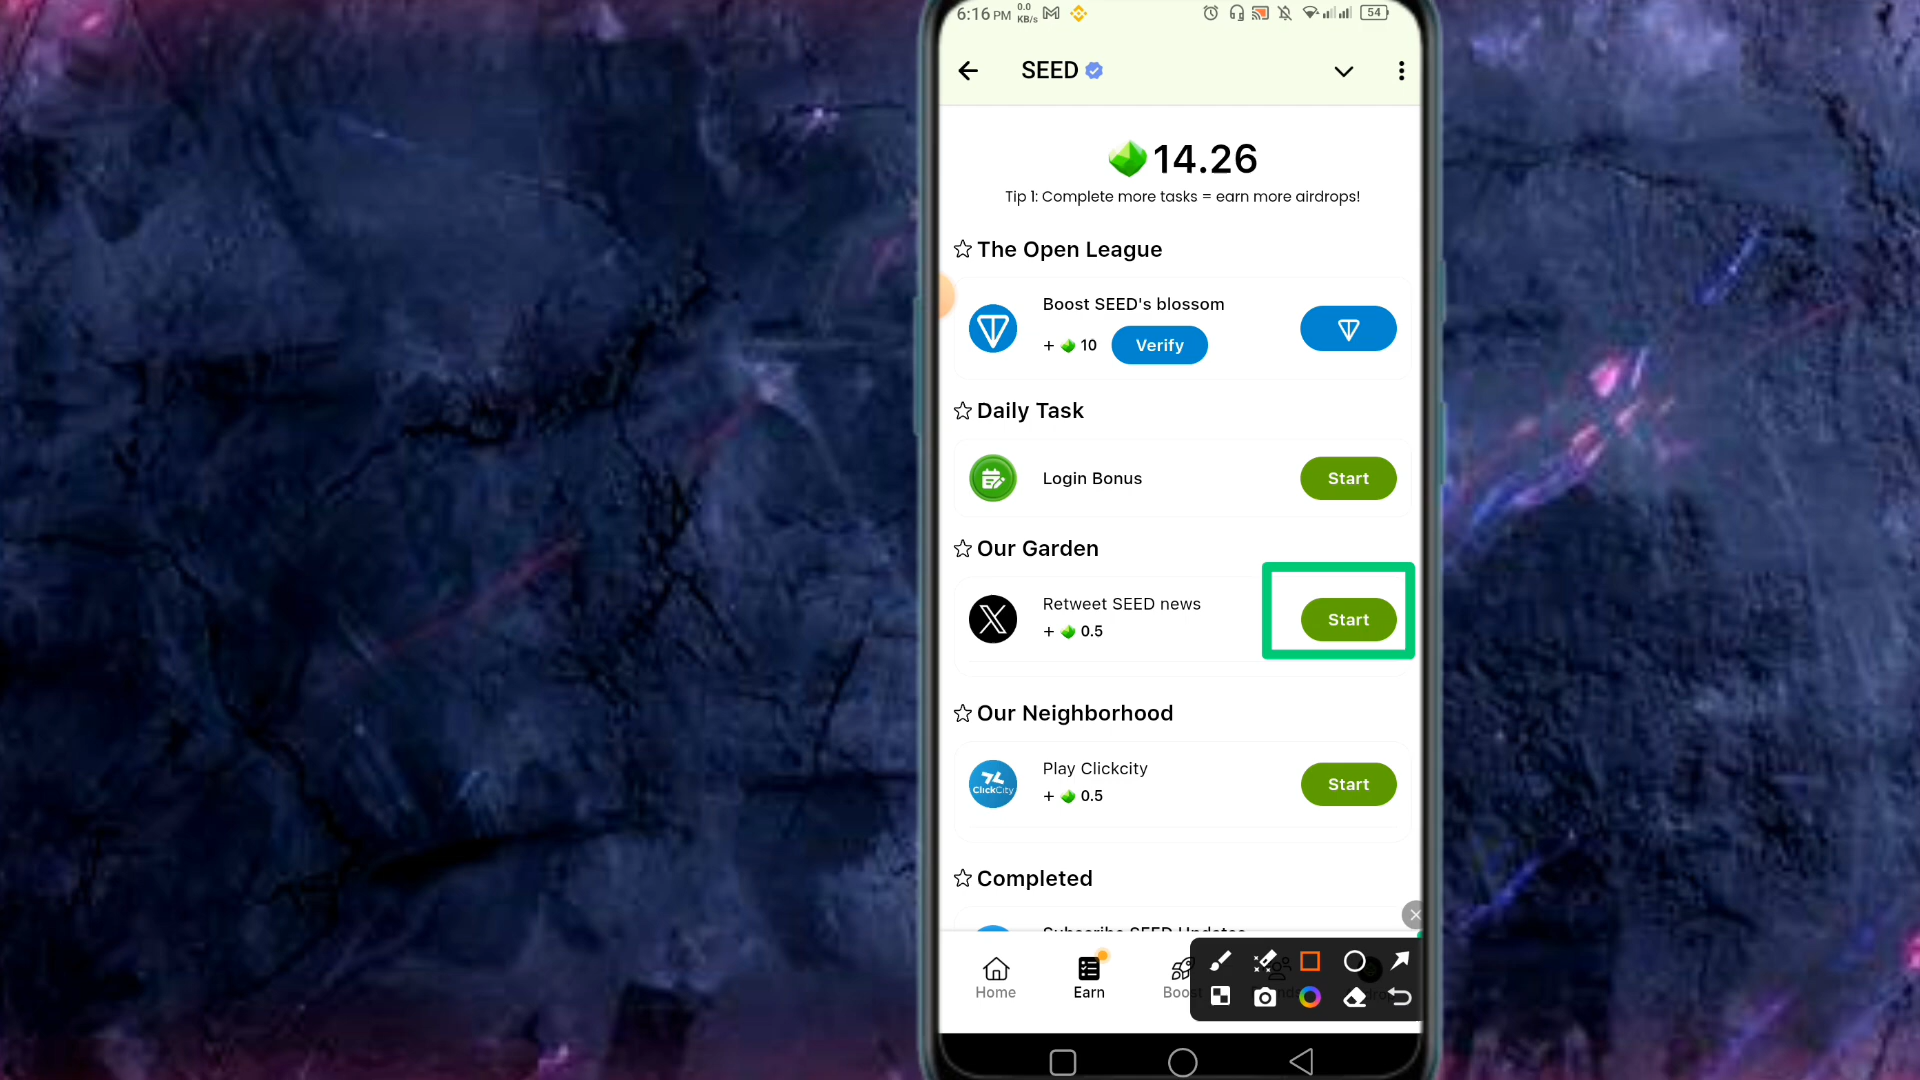 6:16 PM 0.0 KB/s 54
SEED
14.26
Tip 1: Complete more tasks = earn more airdrops!
The Open League
Boost SEED's blossom
+ 10 Verify
Daily Task
Login Bonus Start
Our Garden
Retweet SEED news
+ 0.5
Start
Our Neighborhood
ClickCity
Play Clickcity
+ 0.5
Start
Completed
Subscribe SEED Updates
Home Earn Boost